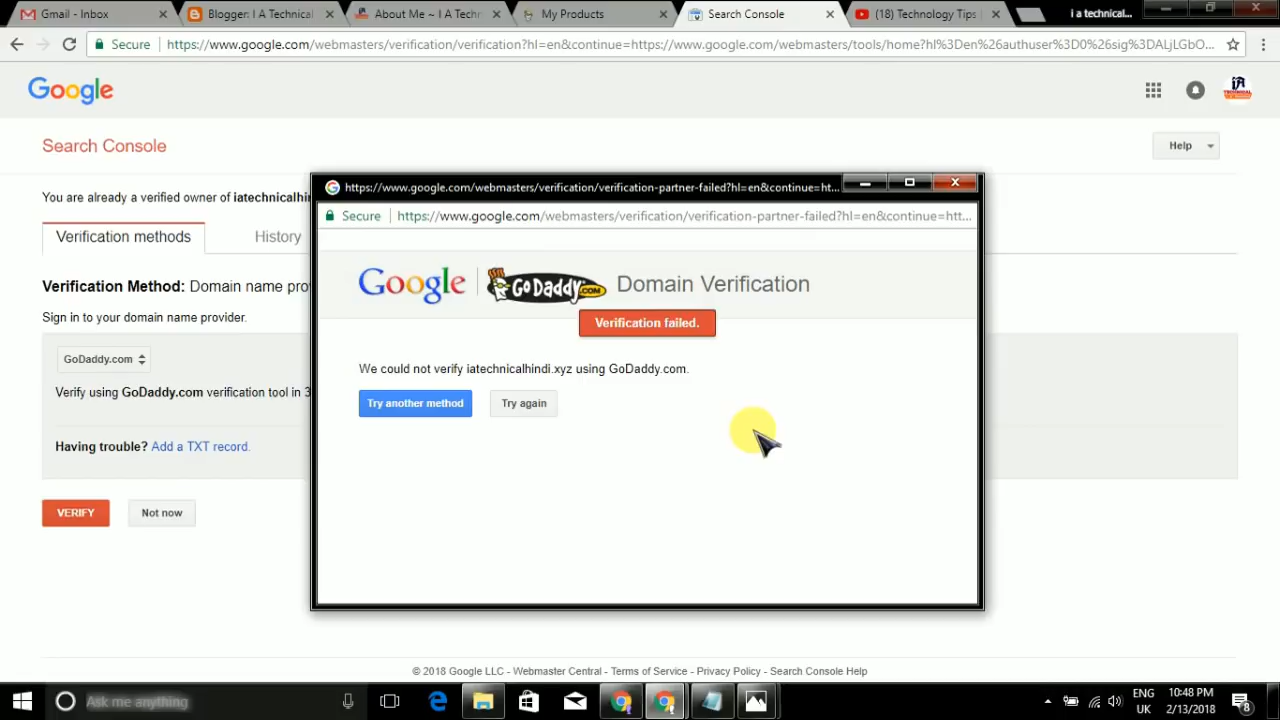 Gmail - Inbox
Blogger: I A Technical
About Me ~ I A Techn
My Products
Search Console
(18) Technology Tips
i a technical...
Secure
https://www.google.com/webmasters/verification/verification?hl=en&continue=https://www.google.com/webmasters/tools/home?hl%3Den%26authuser%3D0%26sig%3DALjLGbO...
Google
Search Console
Help
You are already a verified owner of iatechnicalhin
Verification methods
History
Verification Method: Domain name pro
Sign in to your domain name provider.
GoDaddy.com
Verify using GoDaddy.com verification tool in 3
Having trouble? Add a TXT record.
VERIFY
Not now
https://www.google.com/webmasters/verification/verification-partner-failed?hl=en&continue=ht...
Secure
https://www.google.com/webmasters/verification/verification-partner-failed?hl=en&continue=htt...
Google
GoDaddy.com
Domain Verification
Verification failed.
We could not verify iatechnicalhindi.xyz using GoDaddy.com.
Try another method
Try again
© 2018 Google LLC - Webmaster Central - Terms of Service - Privacy Policy - Search Console Help
Ask me anything
ENG
UK
10:48 PM
2/13/2018
8